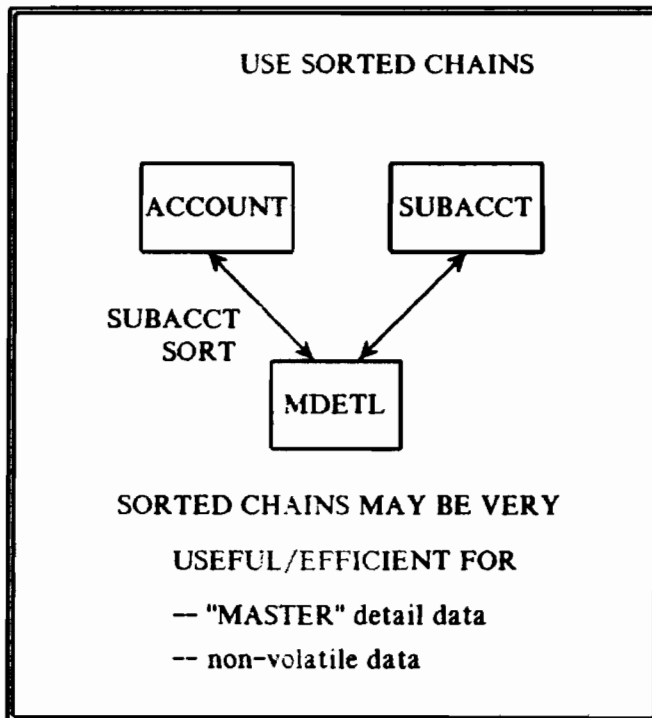 USE SORTED CHAINS
ACCOUNT
SUBACCT
SUBACCT
SORT
MDETL
SORTED CHAINS MAY BE VERY
USEFUL/EFFICIENT FOR
-- "MASTER" detail data
-- non-volatile data